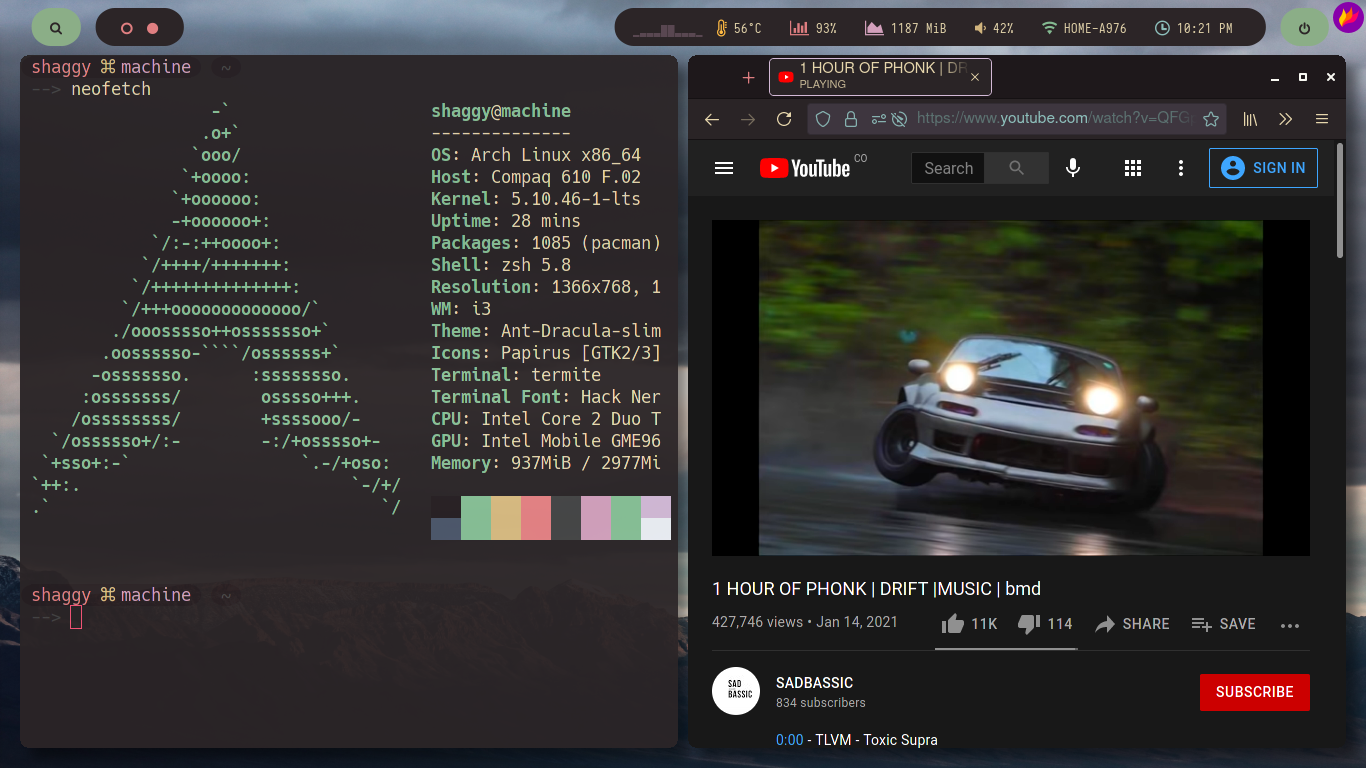 56°C 93% 1187 MiB 42% HOME-A976 10:21 PM
shaggy ⌘ machine ~
--> neofetch
-`
.o+`
`ooo/
`+oooo:
`+oooooo:
-+oooooo+:
`/:-:++oooo+:
`/++++/+++++++:
`/++++++++++++++:
`/+++ooooooooooooo/`
./ooosssso++osssssso+`
.oossssso-````/ossssss+`
-osssssso. :ssssssso.
:osssssss/ osssso+++.
/ossssssss/ +ssssooo/-
`/ossssso+/:- -:/+osssso+-
`+sso+:-` `.-/+oso:
`++:. `-/+/
.` `/
shaggy@machine
--------------
OS: Arch Linux x86_64
Host: Compaq 610 F.02
Kernel: 5.10.46-1-lts
Uptime: 28 mins
Packages: 1085 (pacman)
Shell: zsh 5.8
Resolution: 1366x768, 1
WM: i3
Theme: Ant-Dracula-slim
Icons: Papirus [GTK2/3]
Terminal: termite
Terminal Font: Hack Ner
CPU: Intel Core 2 Duo T
GPU: Intel Mobile GME96
Memory: 937MiB / 2977Mi
shaggy ⌘ machine ~
-->
1 HOUR OF PHONK | DR
PLAYING
https://www.youtube.com/watch?v=QFG
YouTube CO
Search
SIGN IN
1 HOUR OF PHONK | DRIFT |MUSIC | bmd
427,746 views • Jan 14, 2021 11K 114 SHARE SAVE
SAD
BASSIC
SADBASSIC
834 subscribers
SUBSCRIBE
0:00 - TLVM - Toxic Supra